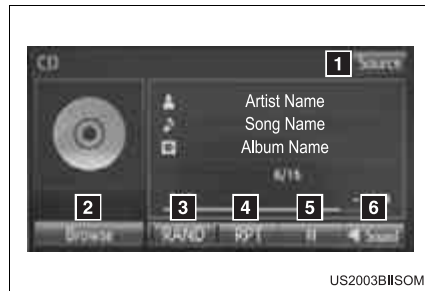 CD
1 Source
Artist Name
Song Name
Album Name
6/15
2 3 4 5 6
Browse RAND RPT II Sound
US2003BⅡSOM